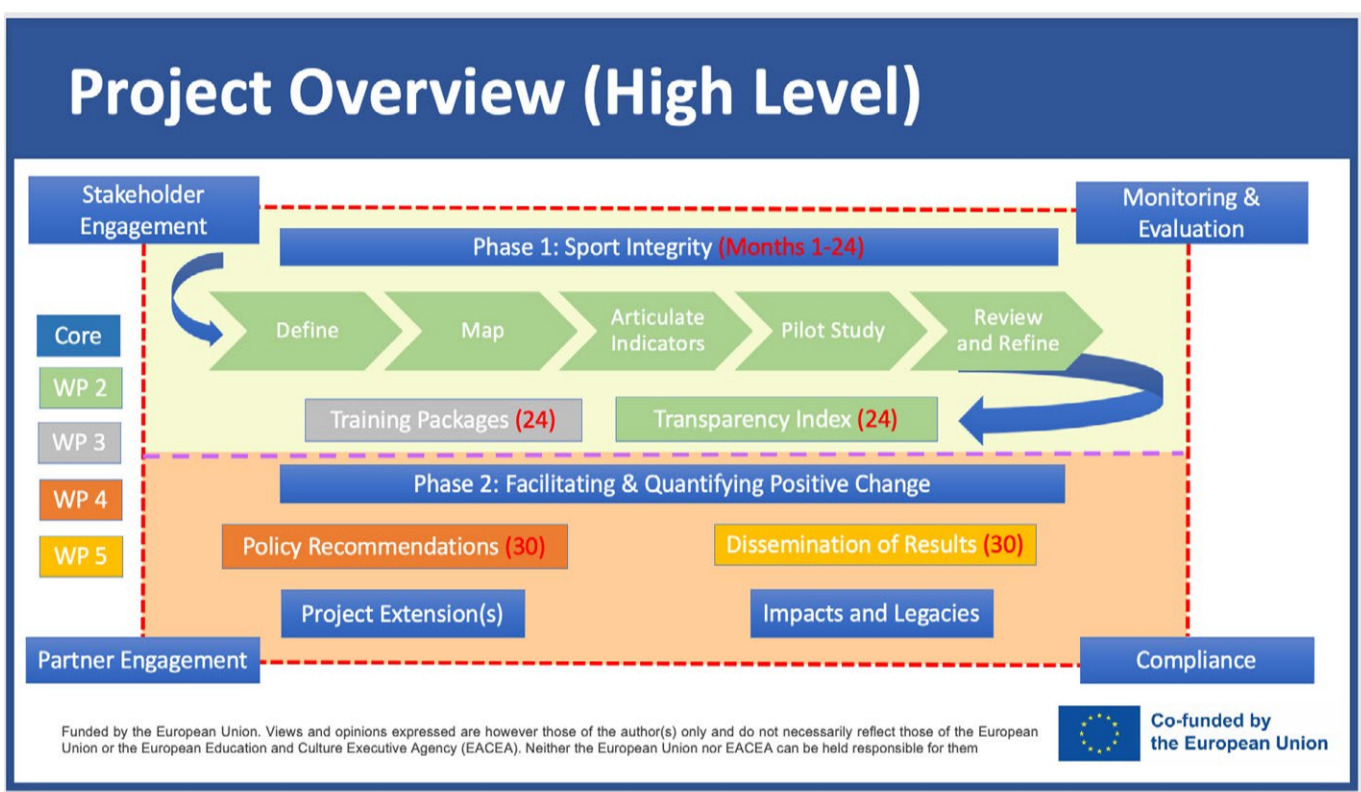 Project Overview (High Level)
Stakeholder
Engagement
Monitoring &
Evaluation
Phase 1: Sport Integrity (Months 1-24)
Define
Map
Articulate
Indicators
Pilot Study
Review
and Refine
Training Packages (24)
Transparency Index (24)
Core
WP 2
WP 3
WP 4
WP 5
Phase 2: Facilitating & Quantifying Positive Change
Policy Recommendations (30)
Dissemination of Results (30)
Project Extension(s)
Impacts and Legacies
Partner Engagement
Compliance
Funded by the European Union. Views and opinions expressed are however those of the author(s) only and do not necessarily reflect those of the European
Union or the European Education and Culture Executive Agency (EACEA). Neither the European Union nor EACEA can be held responsible for them
Co-funded by
the European Union